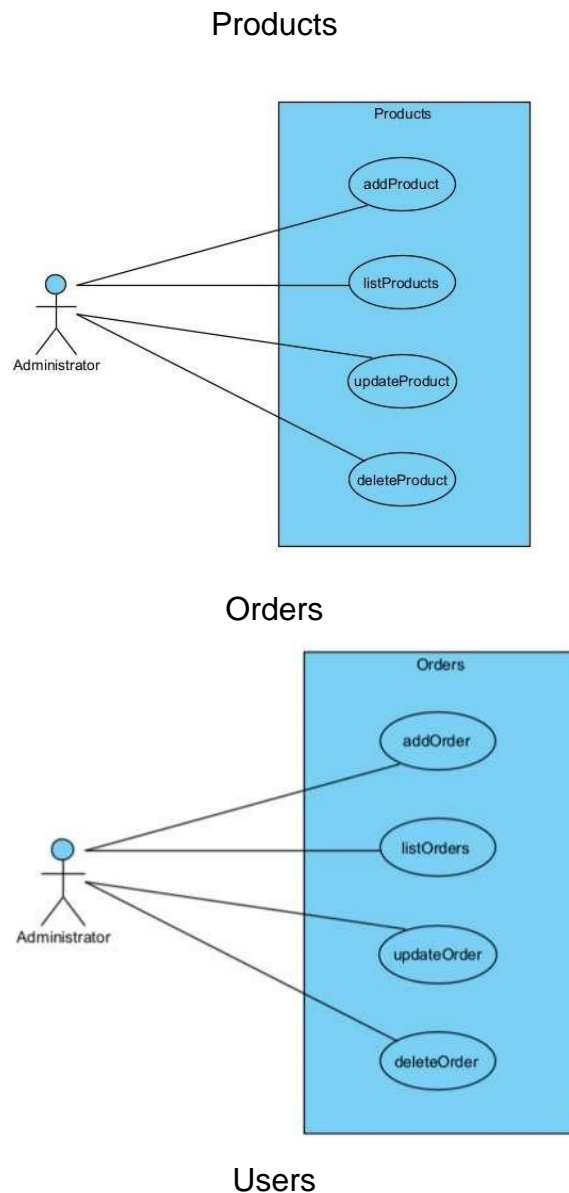 Products
Products
addProduct
listProducts
Administrator
updateProduct
deleteProduct
Orders
Orders
addOrder
listOrders
Administrator
updateOrder
deleteOrder
Users